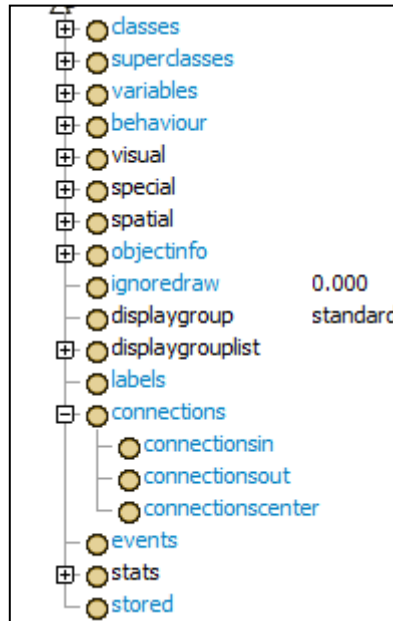 classes
superclasses
variables
behaviour
visual
special
spatial
objectinfo
ignoredraw 0.000
displaygroup standard
displaygrouplist
labels
connections
connectionsin
connectionsout
connectionscenter
events
stats
stored